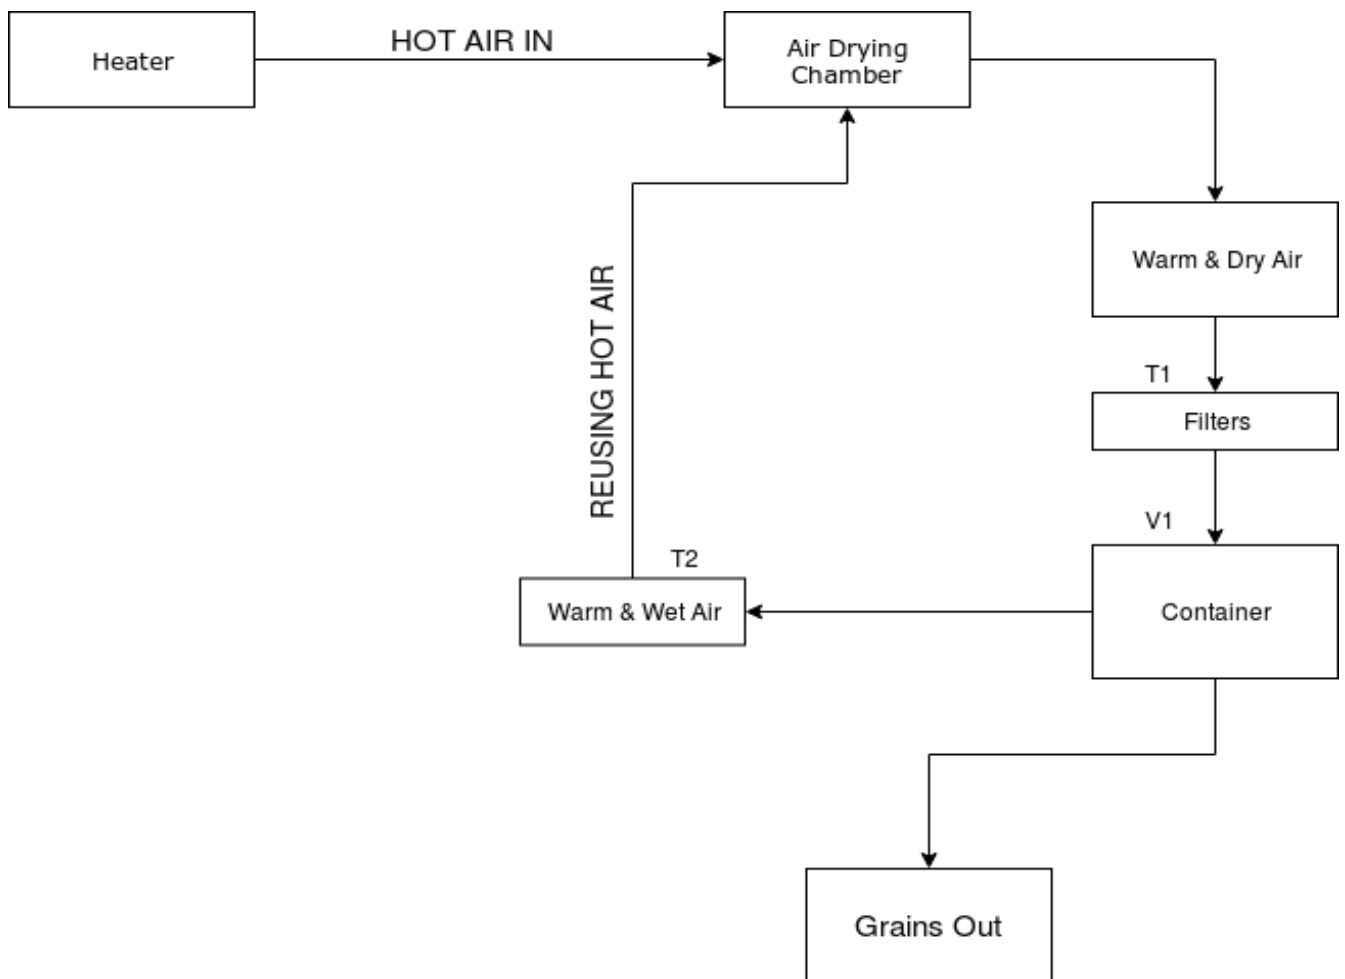 HOT AIR IN
Heater
Air Drying
Chamber
Warm & Dry Air
T1
Filters
REUSING HOT AIR
V1
T2
Warm & Wet Air
Container
Grains Out